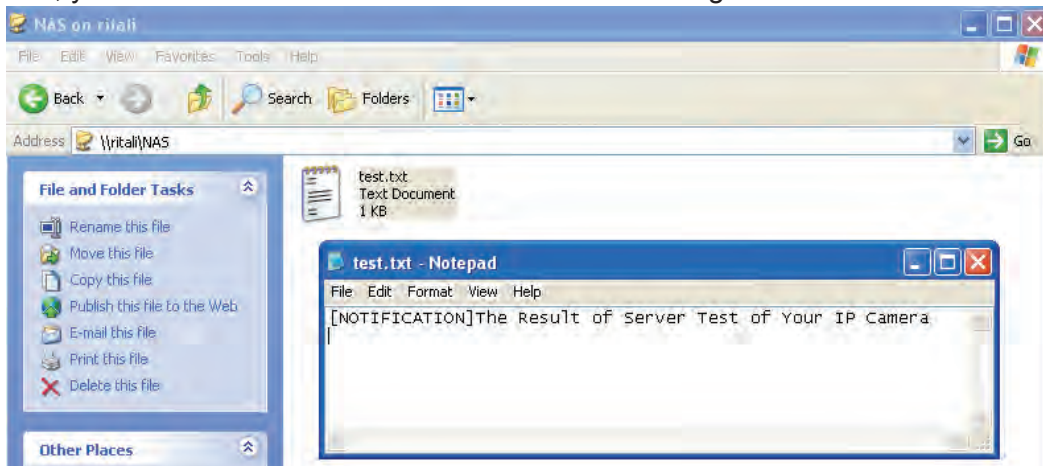 NAS on ritali
File Edit View Favorites Tools Help
Back Search Folders
Address \\ritali\NAS Go
File and Folder Tasks
Rename this file
Move this file
Copy this file
Publish this file to the Web
E-mail this file
Print this file
Delete this file
Other Places
test.txt
Text Document
1 KB
test.txt - Notepad
File Edit Format View Help
[NOTIFICATION]The Result of Server Test of Your IP Camera